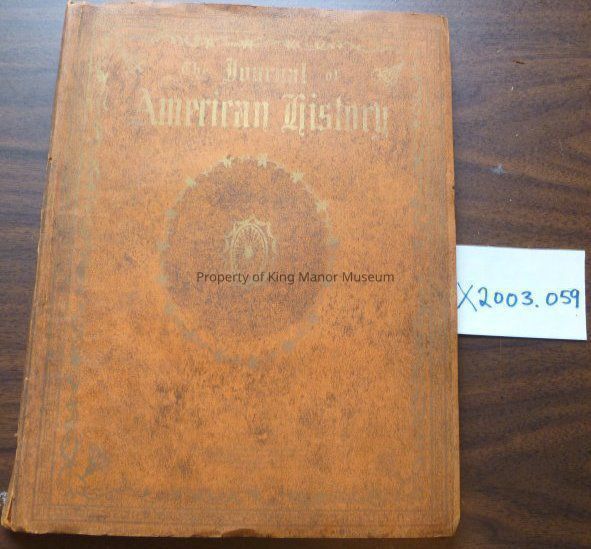 The Journal of
American History
Property of King Manor Museum
X2003.059